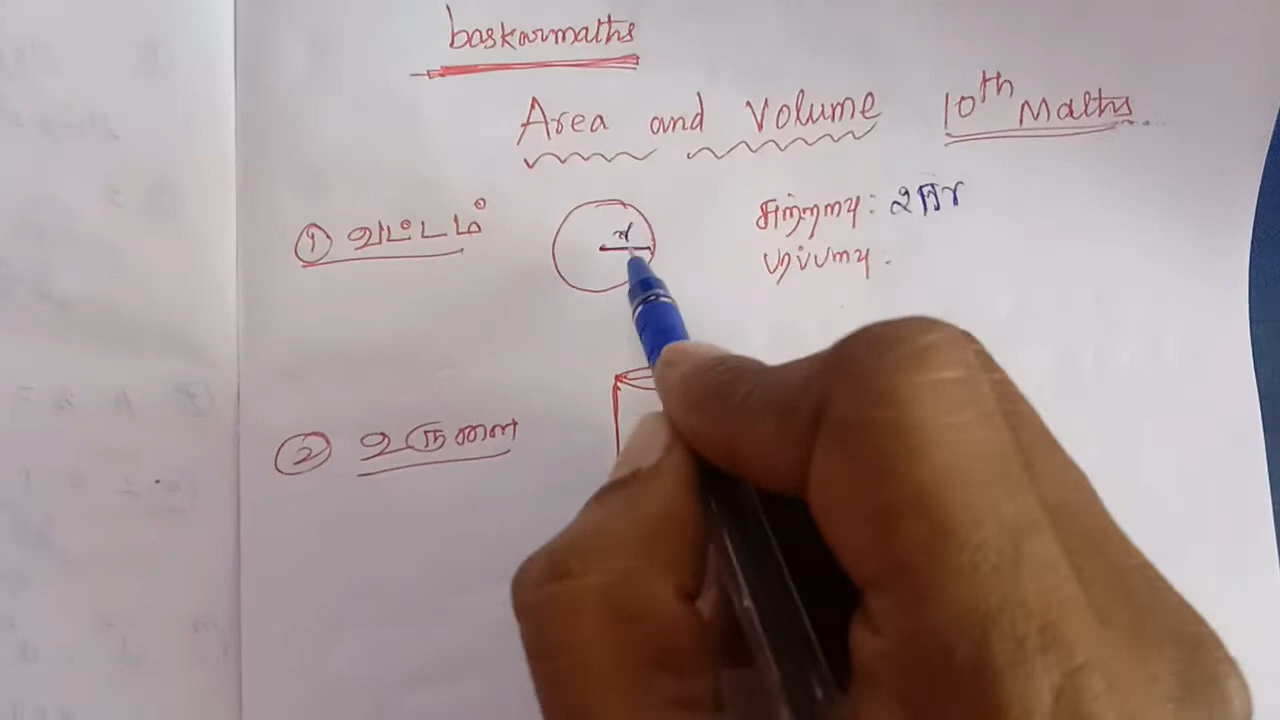 baskarmaths
Area and Volume 10th Maths...
① வட்டம்
r
சுற்றளவு: 2πr
பரப்பளவு:
② உருளை